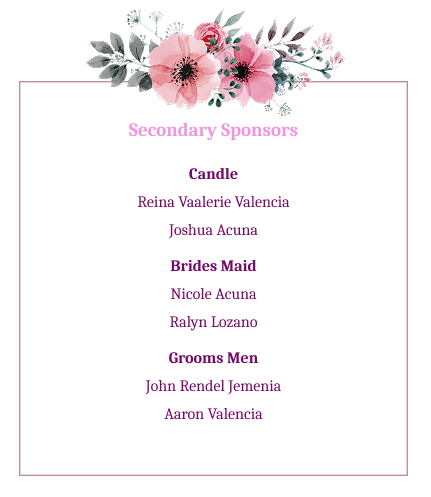 Secondary Sponsors
Candle
Reina Vaalerie Valencia
Joshua Acuna
Brides Maid
Nicole Acuna
Ralyn Lozano
Grooms Men
John Rendel Jemenia
Aaron Valencia